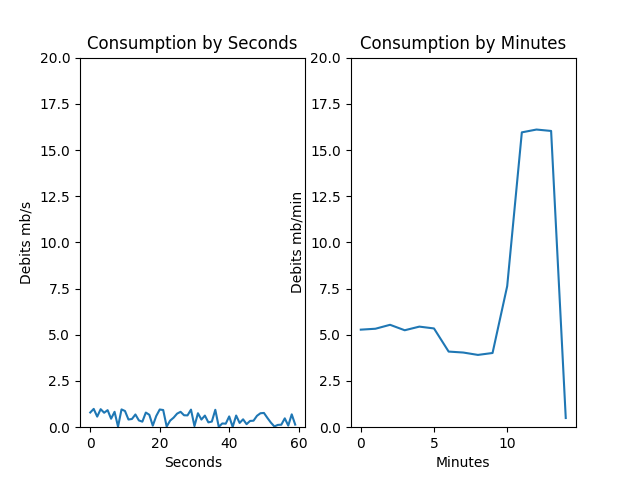 Consumption by Seconds
20.0
17.5
15.0
12.5
10.0
7.5
5.0
2.5
0.0
Debits mb/s
0 20 40 60
Seconds
Consumption by Minutes
20.0
17.5
15.0
12.5
10.0
7.5
5.0
2.5
0.0
Debits mb/min
0 5 10
Minutes